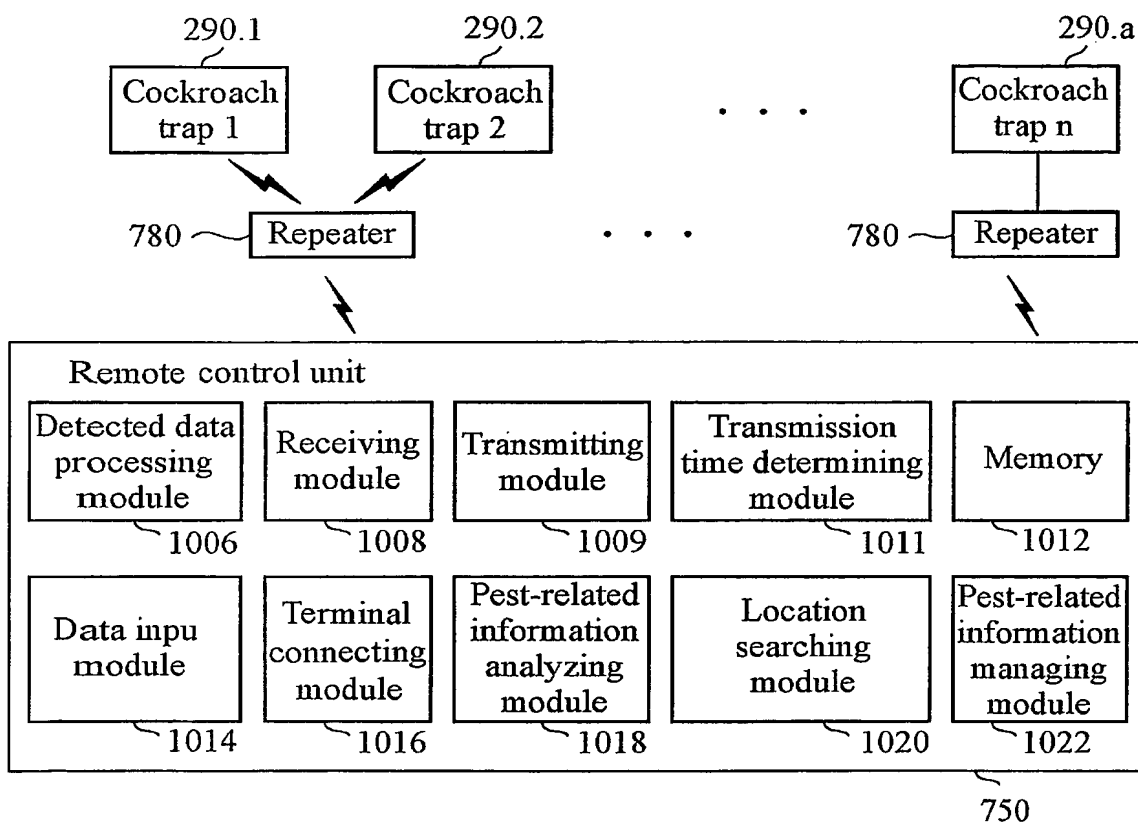 290.1
290.2
290.a
Cockroach
trap 1
Cockroach
trap 2
. . .
Cockroach
trap n
780
Repeater
. . .
780
Repeater
Remote control unit
Detected data
processing
module
1006
Receiving
module
1008
Transmitting
module
1009
Transmission
time determining
module
1011
Memory
1012
Data inpu
module
1014
Terminal
connecting
module
1016
Pest-related
information
analyzing
module
1018
Location
searching
module
1020
Pest-related
information
managing
module
1022
750